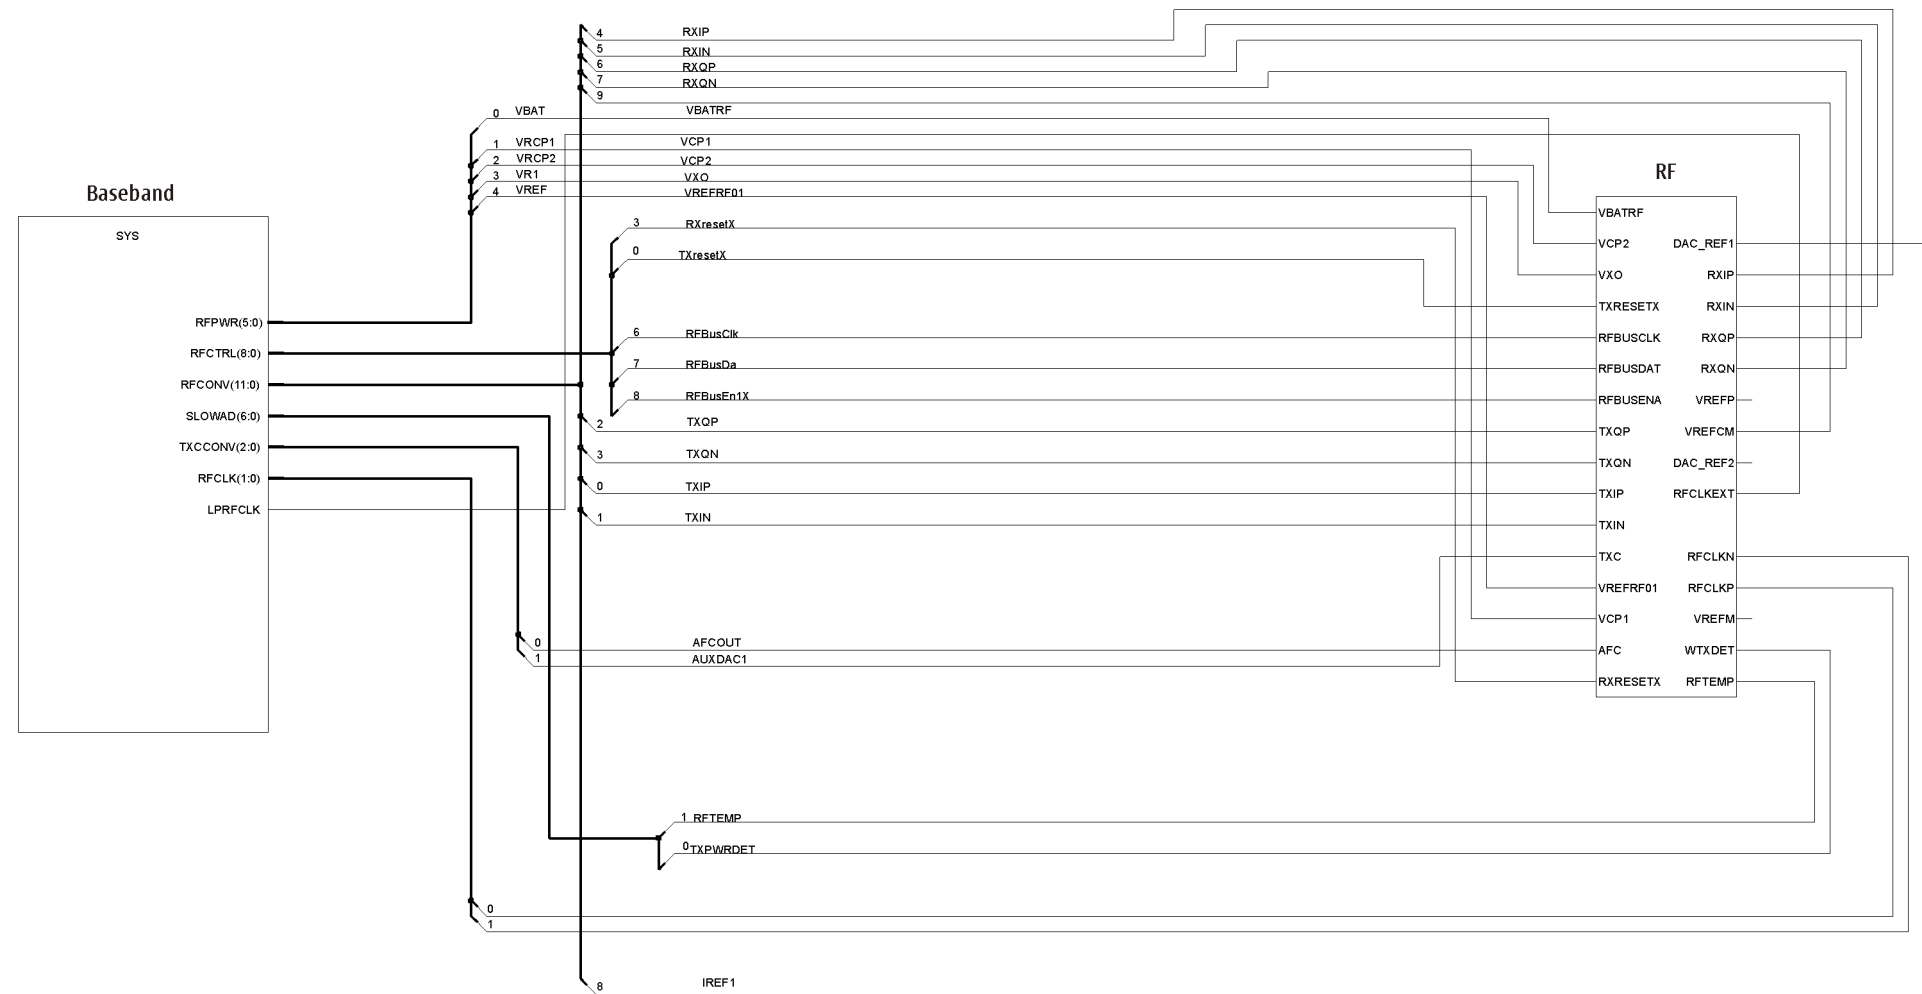 4 RXIP
5 RXIN
6 RXQP
7 RXQN
9
0 VBAT VBATRF
1 VRCP1 VCP1
2 VRCP2 VCP2
3 VR1 VXO
4 VREF VREFRF01
3 RXresetX
0 TXresetX
6 RFBusClk
7 RFBusDa
8 RFBusEn1X
2 TXQP
3 TXQN
0 TXIP
1 TXIN
0 AFCOUT
1 AUXDAC1
1 RFTEMP
0 TXPWRDET
0
1
8 IREF1
Baseband
SYS
RFPWR(5:0)
RFCTRL(8:0)
RFCONV(11:0)
SLOWAD(6:0)
TXCCONV(2:0)
RFCLK(1:0)
LPRFCLK
RF
VBATRF
VCP2 DAC_REF1
VXO RXIP
TXRESETX RXIN
RFBUSCLK RXQP
RFBUSDAT RXQN
RFBUSENA VREFP
TXQP VREFCM
TXQN DAC_REF2
TXIP RFCLKEXT
TXIN
TXC RFCLKN
VREFRF01 RFCLKP
VCP1 VREFM
AFC WTXDET
RXRESETX RFTEMP